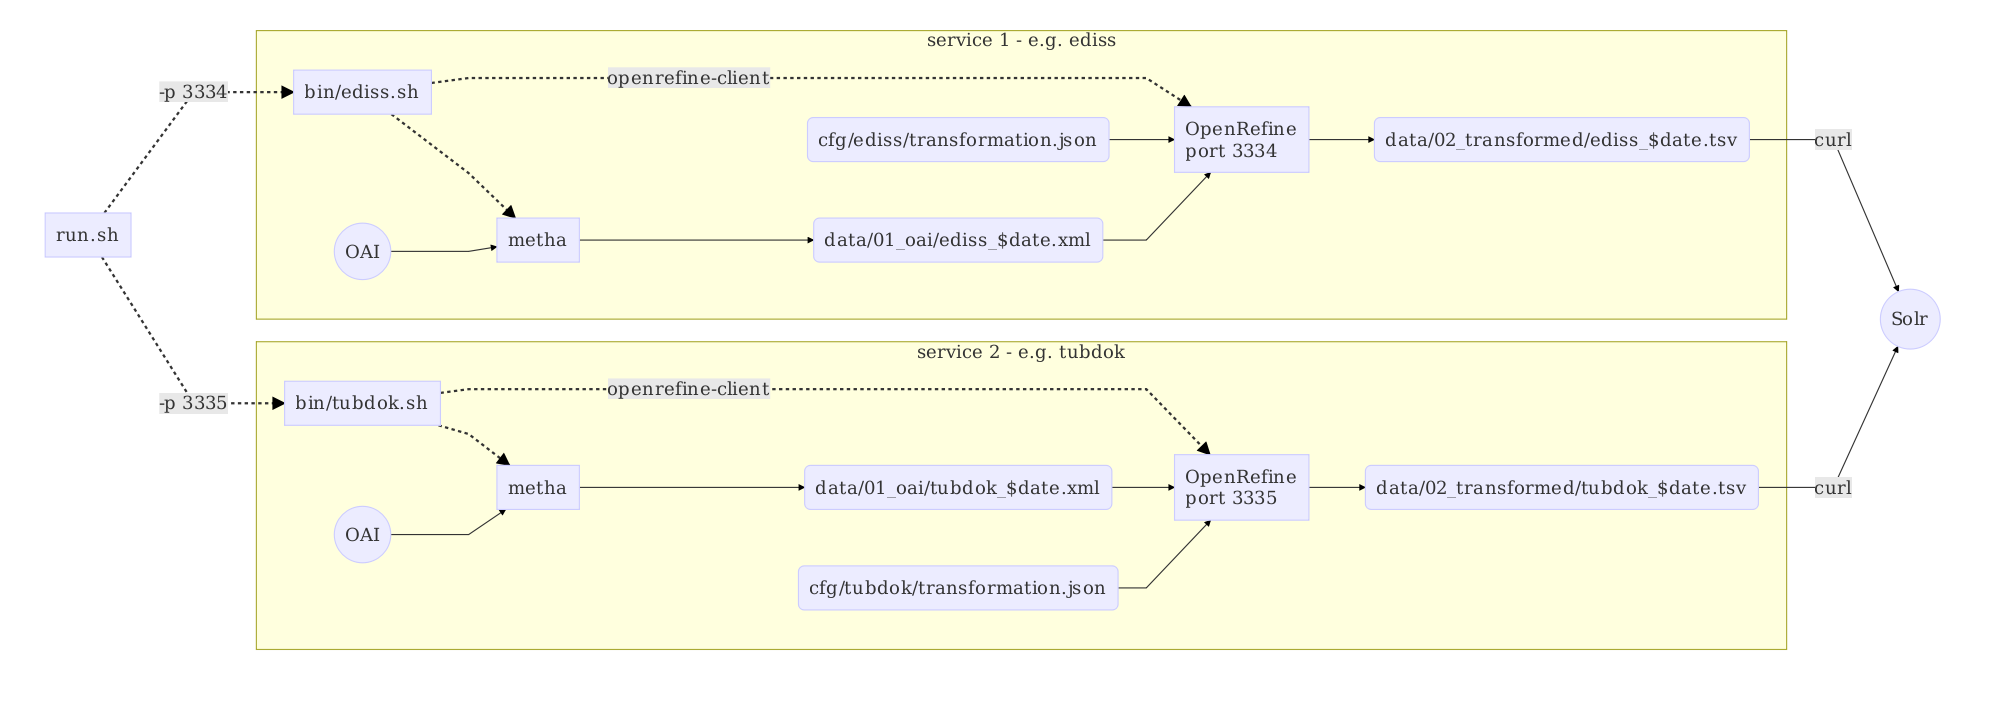 service 1 - e.g. ediss
-p 3334
bin/ediss.sh
openrefine-client
cfg/ediss/transformation.json
OpenRefine
port 3334
data/02_transformed/ediss_$date.tsv
curl
run.sh
OAI
metha
data/01_oai/ediss_$date.xml
Solr
service 2 - e.g. tubdok
-p 3335
bin/tubdok.sh
openrefine-client
metha
data/01_oai/tubdok_$date.xml
OpenRefine
port 3335
data/02_transformed/tubdok_$date.tsv
curl
OAI
cfg/tubdok/transformation.json